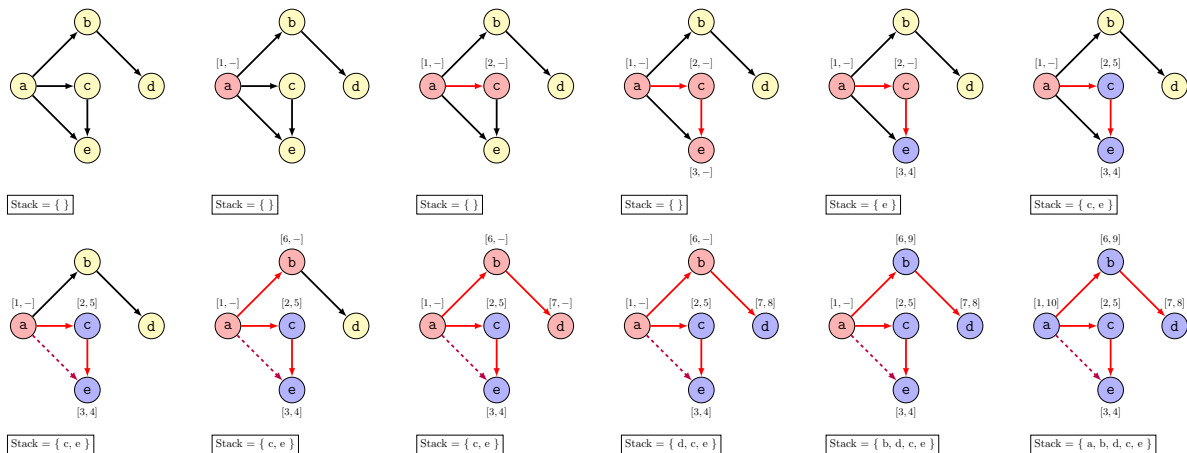 b
a
c
d
e
Stack = { }
b
[1, −]
a
c
d
e
Stack = { }
b
[1, −]
[2, −]
a
c
d
e
Stack = { }
b
[1, −]
[2, −]
a
c
d
e
[3, −]
Stack = { }
b
[1, −]
[2, −]
a
c
d
e
[3, 4]
Stack = { e }
b
[1, −]
[2, 5]
a
c
d
e
[3, 4]
Stack = { c, e }
b
[1, −]
[2, 5]
a
c
d
e
[3, 4]
Stack = { c, e }
[6, −]
b
[1, −]
[2, 5]
a
c
d
e
[3, 4]
Stack = { c, e }
[6, −]
b
[1, −]
[2, 5]
[7, −]
a
c
d
e
[3, 4]
Stack = { c, e }
[6, −]
b
[1, −]
[2, 5]
[7, 8]
a
c
d
e
[3, 4]
Stack = { d, c, e }
[6, 9]
b
[1, −]
[2, 5]
[7, 8]
a
c
d
e
[3, 4]
Stack = { b, d, c, e }
[6, 9]
b
[1, 10]
[2, 5]
[7, 8]
a
c
d
e
[3, 4]
Stack = { a, b, d, c, e }